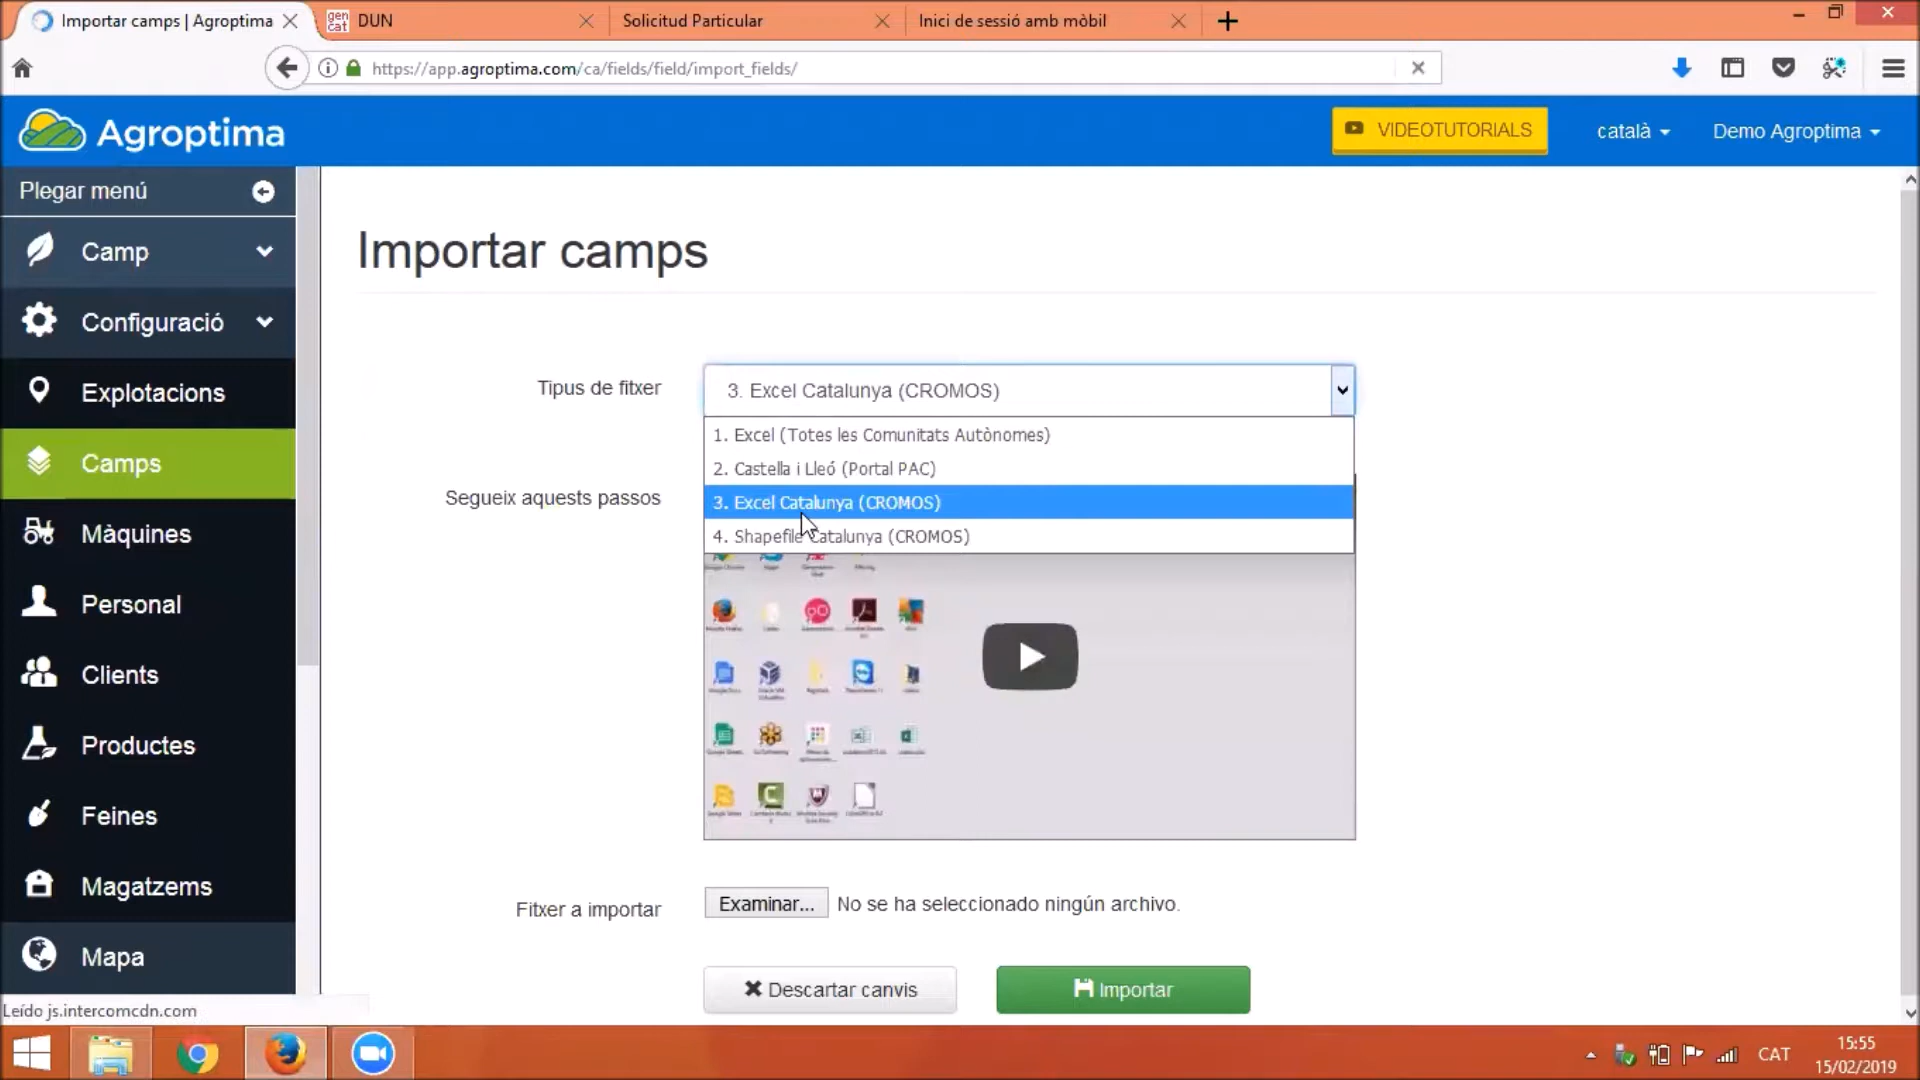 Importar camps | Agroptima
gen
cat
DUN
Solicitud Particular
Inici de sessió amb mòbil
https://app.agroptima.com/ca/fields/field/import_fields/
Agroptima
VIDEOTUTORIALS
català
Demo Agroptima
Plegar menú
Camp
Configuració
Explotacions
Camps
Màquines
Personal
Clients
Productes
Feines
Magatzems
Mapa
Importar camps
Tipus de fitxer
3. Excel Catalunya (CROMOS)
1. Excel (Totes les Comunitats Autònomes)
2. Castella i Lleó (Portal PAC)
3. Excel Catalunya (CROMOS)
4. Shapefile Catalunya (CROMOS)
Segueix aquests passos
Fitxer a importar
Examinar...
No se ha seleccionado ningún archivo.
Descartar canvis
Importar
Leído js.intercomcdn.com
CAT
15:55
15/02/2019